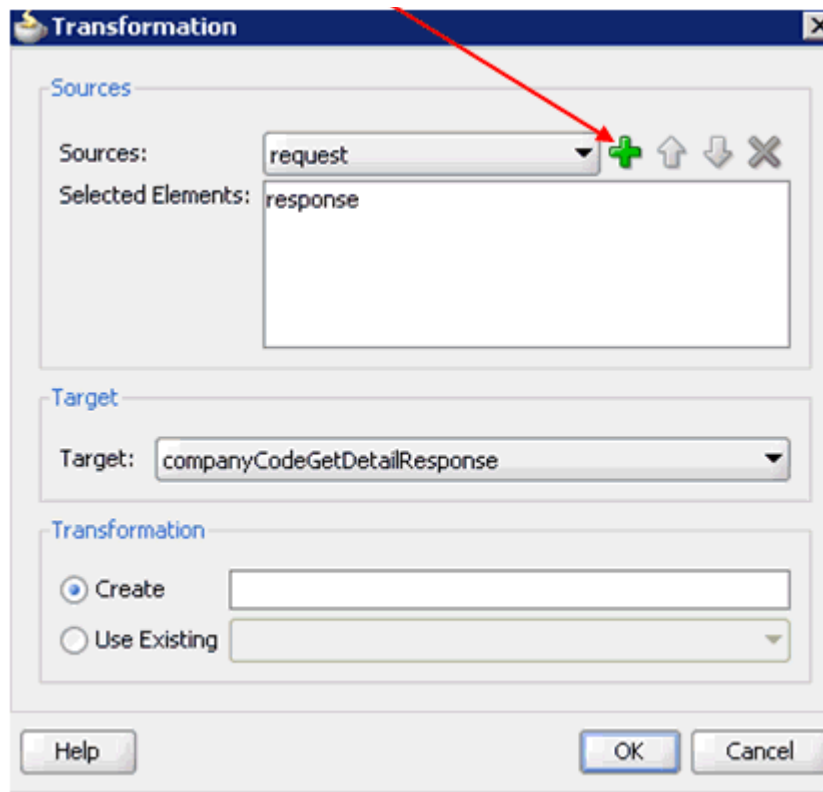 Transformation
Sources
Sources: request
Selected Elements: response
Target
Target: companyCodeGetDetailResponse
Transformation
Create
Use Existing
Help OK Cancel